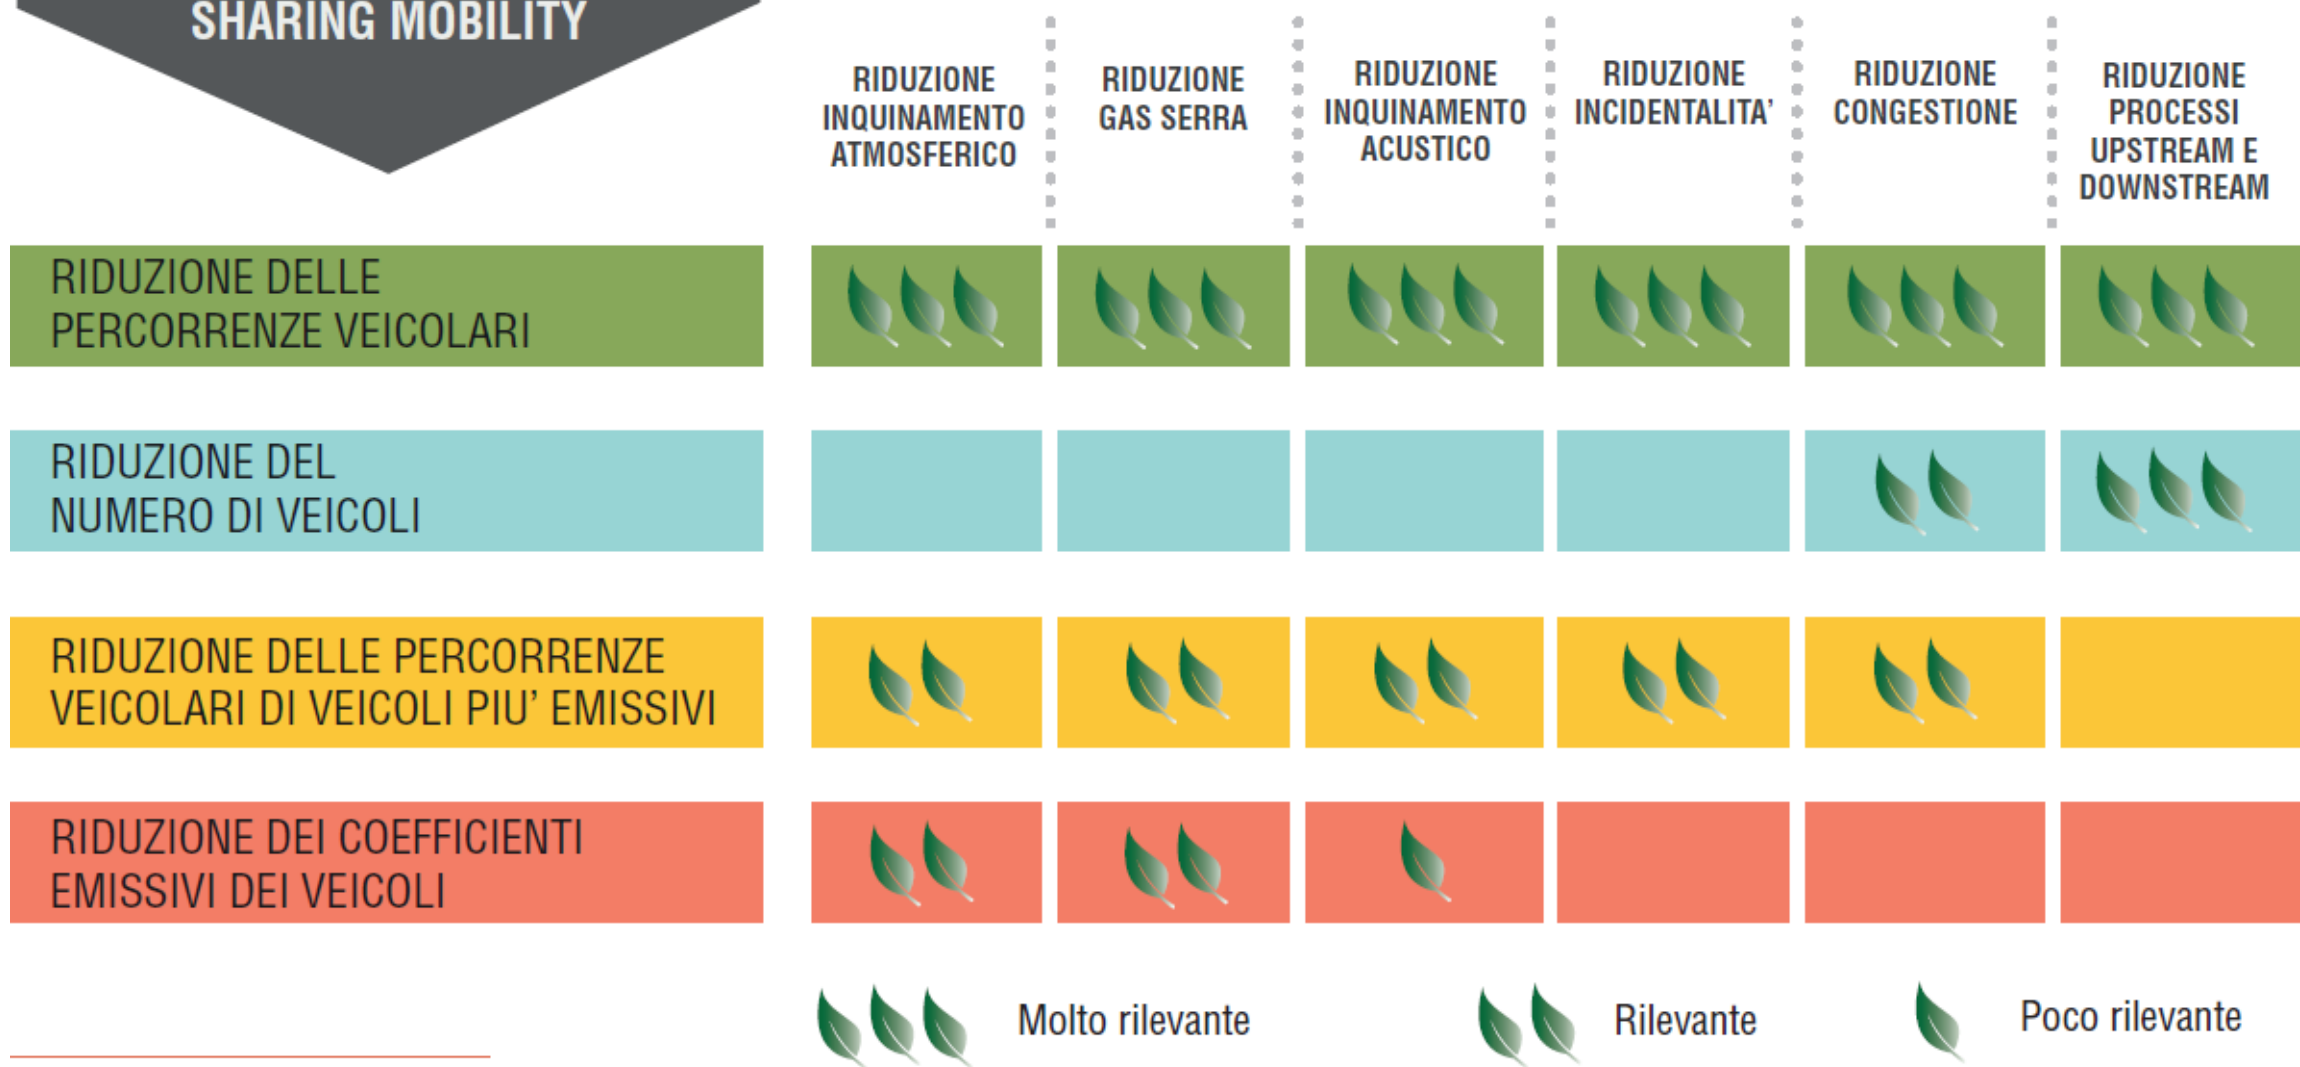 SHARING MOBILITY
RIDUZIONE
INQUINAMENTO
ATMOSFERICO
RIDUZIONE
GAS SERRA
RIDUZIONE
INQUINAMENTO
ACUSTICO
RIDUZIONE
INCIDENTALITA’
RIDUZIONE
CONGESTIONE
RIDUZIONE
PROCESSI
UPSTREAM E
DOWNSTREAM
RIDUZIONE DELLE
PERCORRENZE VEICOLARI
RIDUZIONE DEL
NUMERO DI VEICOLI
RIDUZIONE DELLE PERCORRENZE
VEICOLARI DI VEICOLI PIU’ EMISSIVI
RIDUZIONE DEI COEFFICIENTI
EMISSIVI DEI VEICOLI
Molto rilevante
Rilevante
Poco rilevante